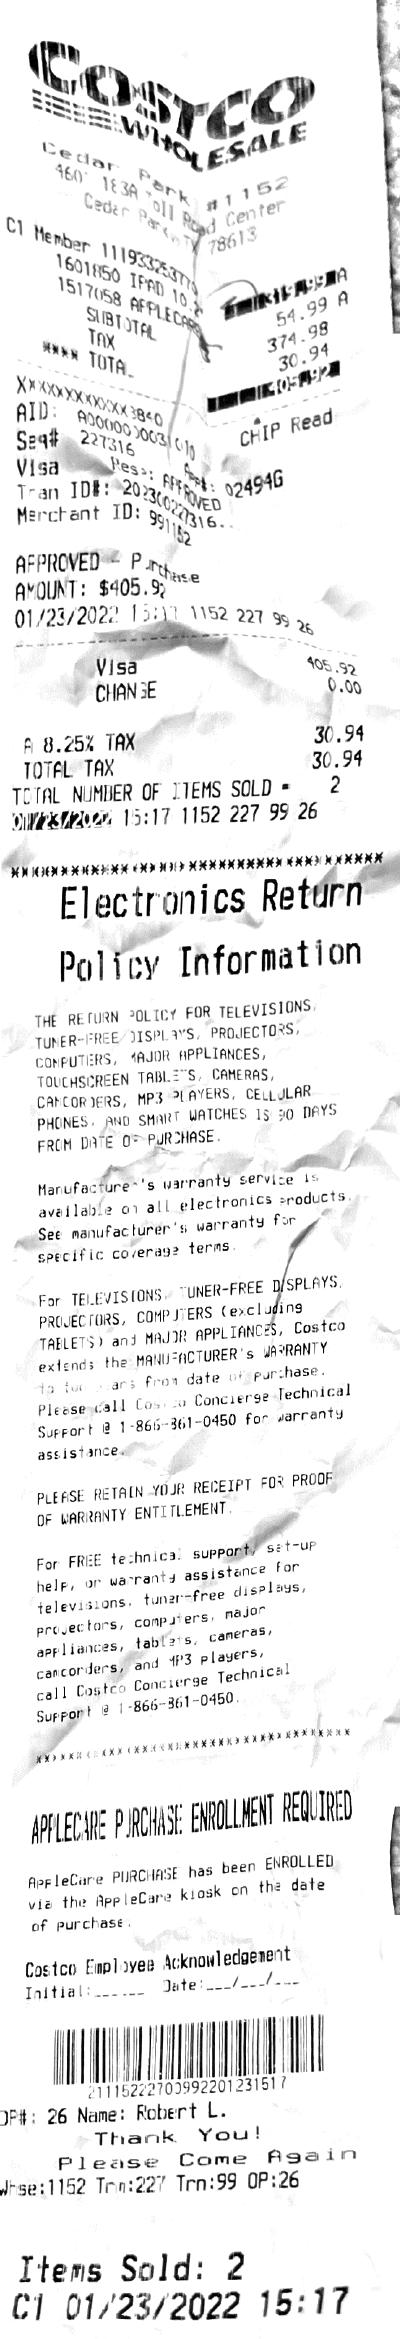 COSTCO
WHOLESALE
Cedar Park #1152
4601 183A Toll Road Center
Cedar Park, TX 78613
C1 Member 111933253770
1601850 IPAD 10.2 319.99 A
1517058 APPLECARE 54.99 A
SUBTOTAL 374.98
TAX 30.94
**** TOTAL 405.92
XXXXXXXXXXXX3840 CHIP Read
AID: A0000000031010
Seq# 227316 App#: 02494G
Visa Resp: APPROVED
Tran ID#: 202300227316..
Merchant ID: 991152
APPROVED - Purchase
AMOUNT: $405.92
01/23/2022 15:17 1152 227 99 26
Visa 405.92
CHANGE 0.00
A 8.25% TAX 30.94
TOTAL TAX 30.94
TOTAL NUMBER OF ITEMS SOLD = 2
01/23/2022 15:17 1152 227 99 26
Electronics Return
Policy Information
THE RETURN POLICY FOR TELEVISIONS,
TUNER-FREE DISPLAYS, PROJECTORS,
COMPUTERS, MAJOR APPLIANCES,
TOUCHSCREEN TABLETS, CAMERAS,
CAMCORDERS, MP3 PLAYERS, CELLULAR
PHONES, AND SMART WATCHES IS 90 DAYS
FROM DATE OF PURCHASE.
Manufacturer's warranty service is
available on all electronics products.
See manufacturer's warranty for
specific coverage terms.
For TELEVISIONS, TUNER-FREE DISPLAYS,
PROJECTORS, COMPUTERS (excluding
TABLETS) and MAJOR APPLIANCES, Costco
extends the MANUFACTURER's WARRANTY
to two years from date of purchase.
Please call Costco Concierge Technical
Support @ 1-866-861-0450 for warranty
assistance.
PLEASE RETAIN YOUR RECEIPT FOR PROOF
OF WARRANTY ENTITLEMENT.
For FREE technical support, set-up
help, or warranty assistance for
televisions, tuner-free displays,
projectors, computers, major
appliances, tablets, cameras,
camcorders, and MP3 players,
call Costco Concierge Technical
Support @ 1-866-861-0450.
APPLECARE PURCHASE ENROLLMENT REQUIRED
AppleCare PURCHASE has been ENROLLED
via the AppleCare kiosk on the date
of purchase.
Costco Employee Acknowledgement
Initial:______ Date:___/___/___
21115222700992201231517
OP#: 26 Name: Robert L.
Thank You!
Please Come Again
Whse:1152 Trm:227 Trn:99 OP:26
Items Sold: 2
C1 01/23/2022 15:17